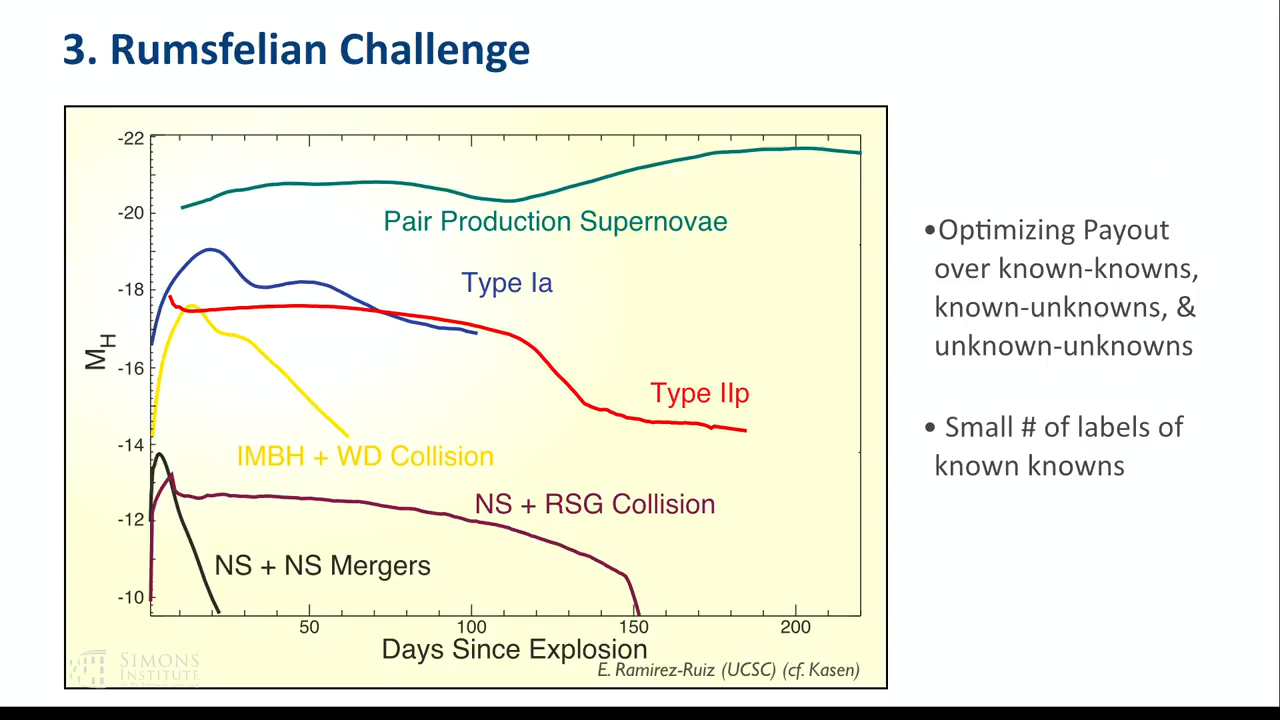 3. Rumsfelian Challenge
-22
-20
-18
-16
-14
-12
-10
M_H
Pair Production Supernovae
Type Ia
Type IIp
IMBH + WD Collision
NS + RSG Collision
NS + NS Mergers
50
100
150
200
Days Since Explosion
E. Ramirez-Ruiz (UCSC) (cf. Kasen)
SIMONS
INSTITUTE
•Optimizing Payout
over known-knowns,
known-unknowns, &
unknown-unknowns
• Small # of labels of
known knowns